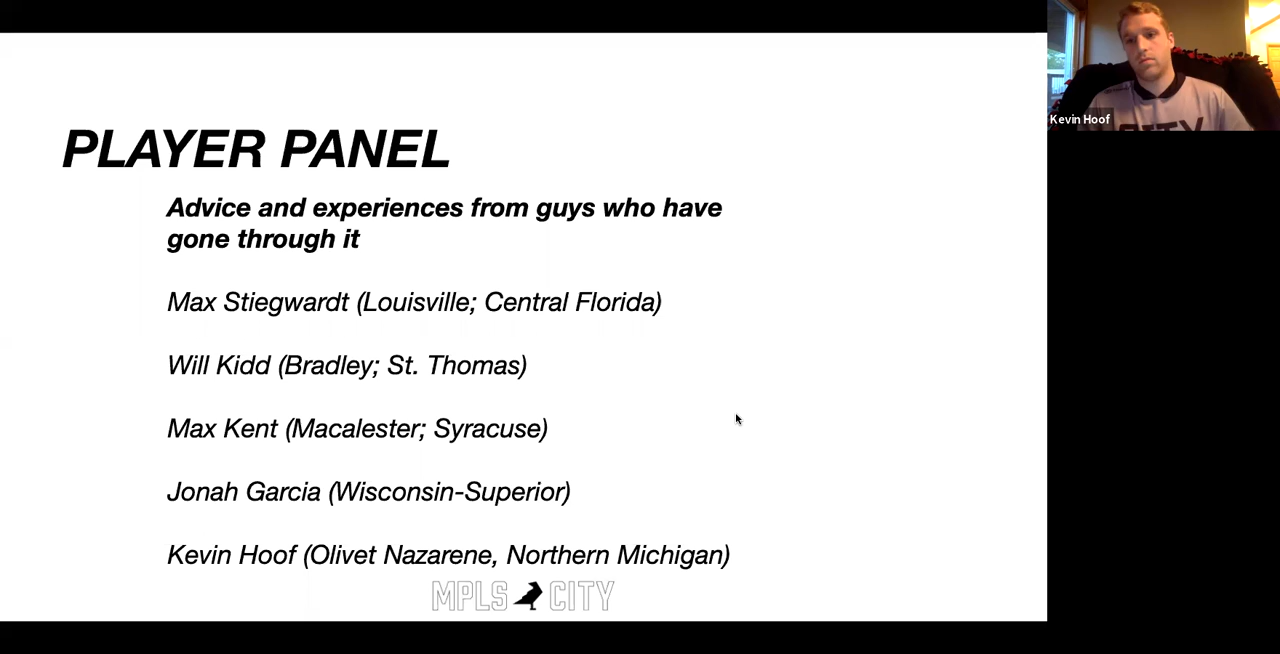 PLAYER PANEL
Advice and experiences from guys who have
gone through it
Max Stiegwardt (Louisville; Central Florida)
Will Kidd (Bradley; St. Thomas)
Max Kent (Macalester; Syracuse)
Jonah Garcia (Wisconsin-Superior)
Kevin Hoof (Olivet Nazarene, Northern Michigan)
MPLS CITY
Kevin Hoof
CITY